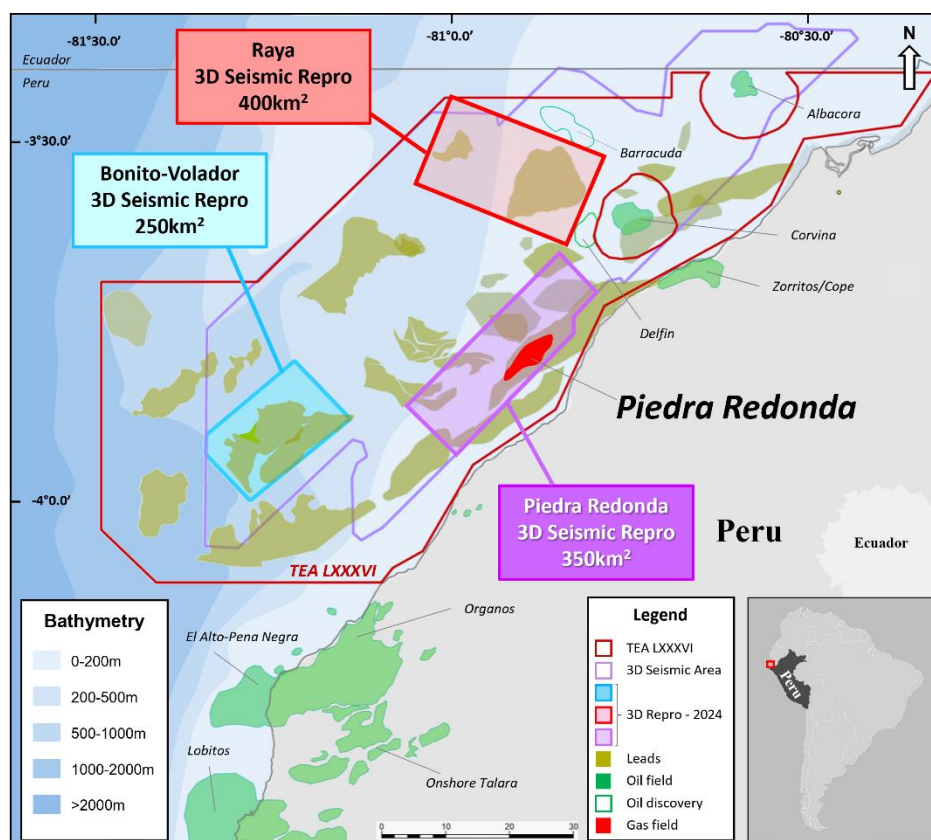 -81°30.0'
-81°0.0'
-80°30.0'
Ecuador
Peru
N
Raya
3D Seismic Repro
400km²
Albacora
-3°30.0'
Barracuda
Bonito-Volador
3D Seismic Repro
250km²
Corvina
Zorritos/Cope
Delfin
Piedra Redonda
-4°0.0'
Piedra Redonda
3D Seismic Repro
350km²
Peru
Ecuador
TEA LXXXVI
Bathymetry
0-200m
200-500m
500-1000m
1000-2000m
>2000m
Organos
El Alto-Pena Negra
Lobitos
Onshore Talara
0
10
20
30
Legend
TEA LXXXVI
3D Seismic Area
3D Repro - 2024
Leads
Oil field
Oil discovery
Gas field
Peru